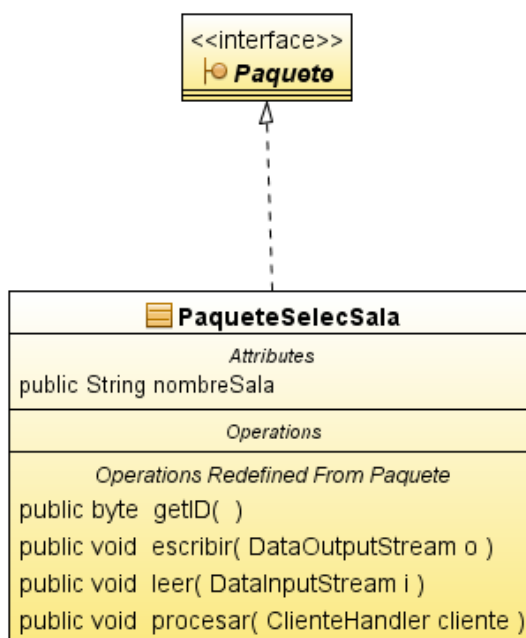 <<interface>>
Paquete
PaqueteSelecSala
Attributes
public String nombreSala
Operations
Operations Redefined From Paquete
public byte getID( )
public void escribir( DataOutputStream o )
public void leer( DataInputStream i )
public void procesar( ClienteHandler cliente )